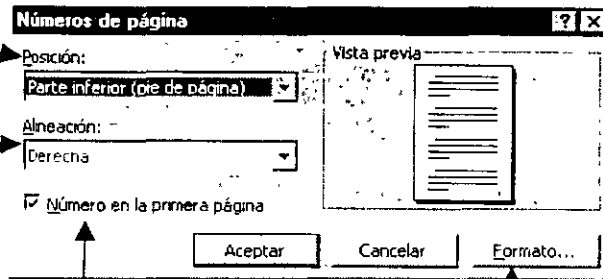 Números de página
Posición:
Vista previa
Parte inferior (pie de página)
Alineación:
Derecha
Número en la primera página
Aceptar
Cancelar
Formato...